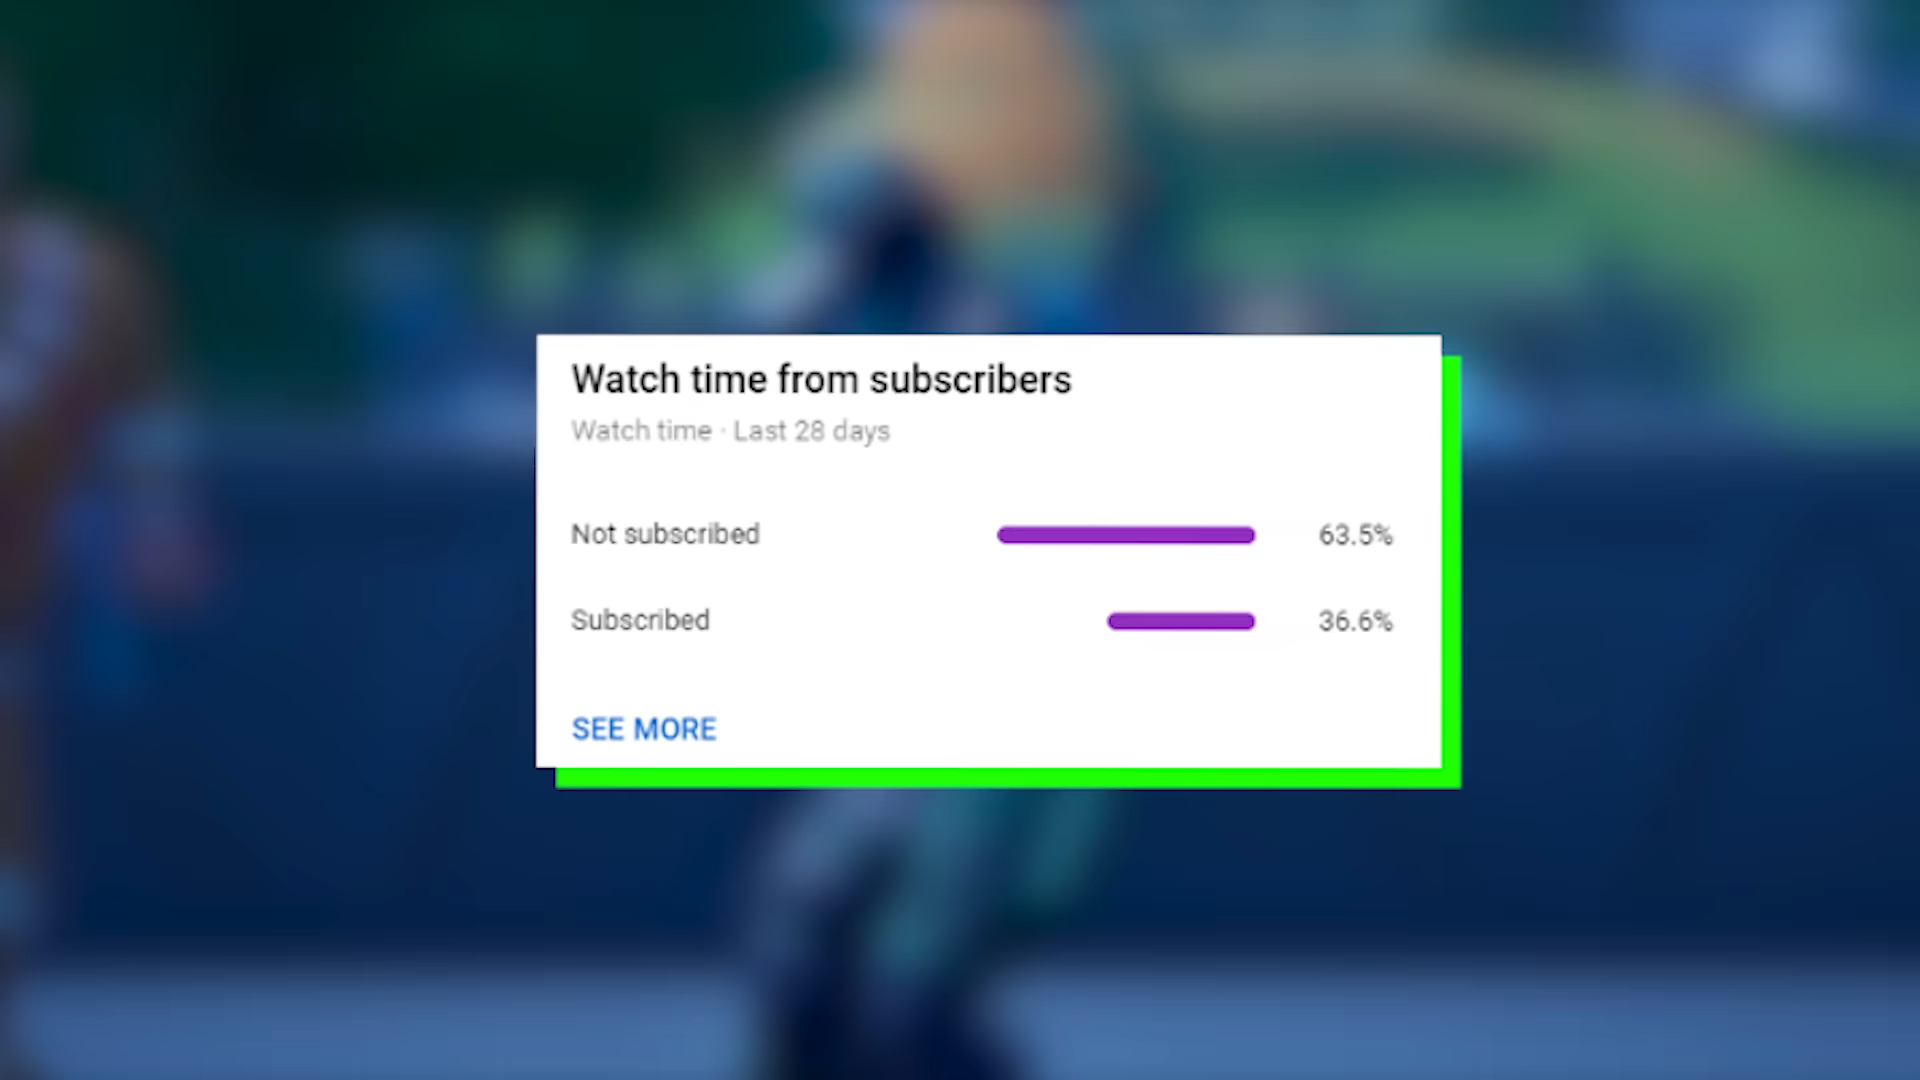 Watch time from subscribers
Watch time · Last 28 days
Not subscribed 63.5%
Subscribed 36.6%
SEE MORE